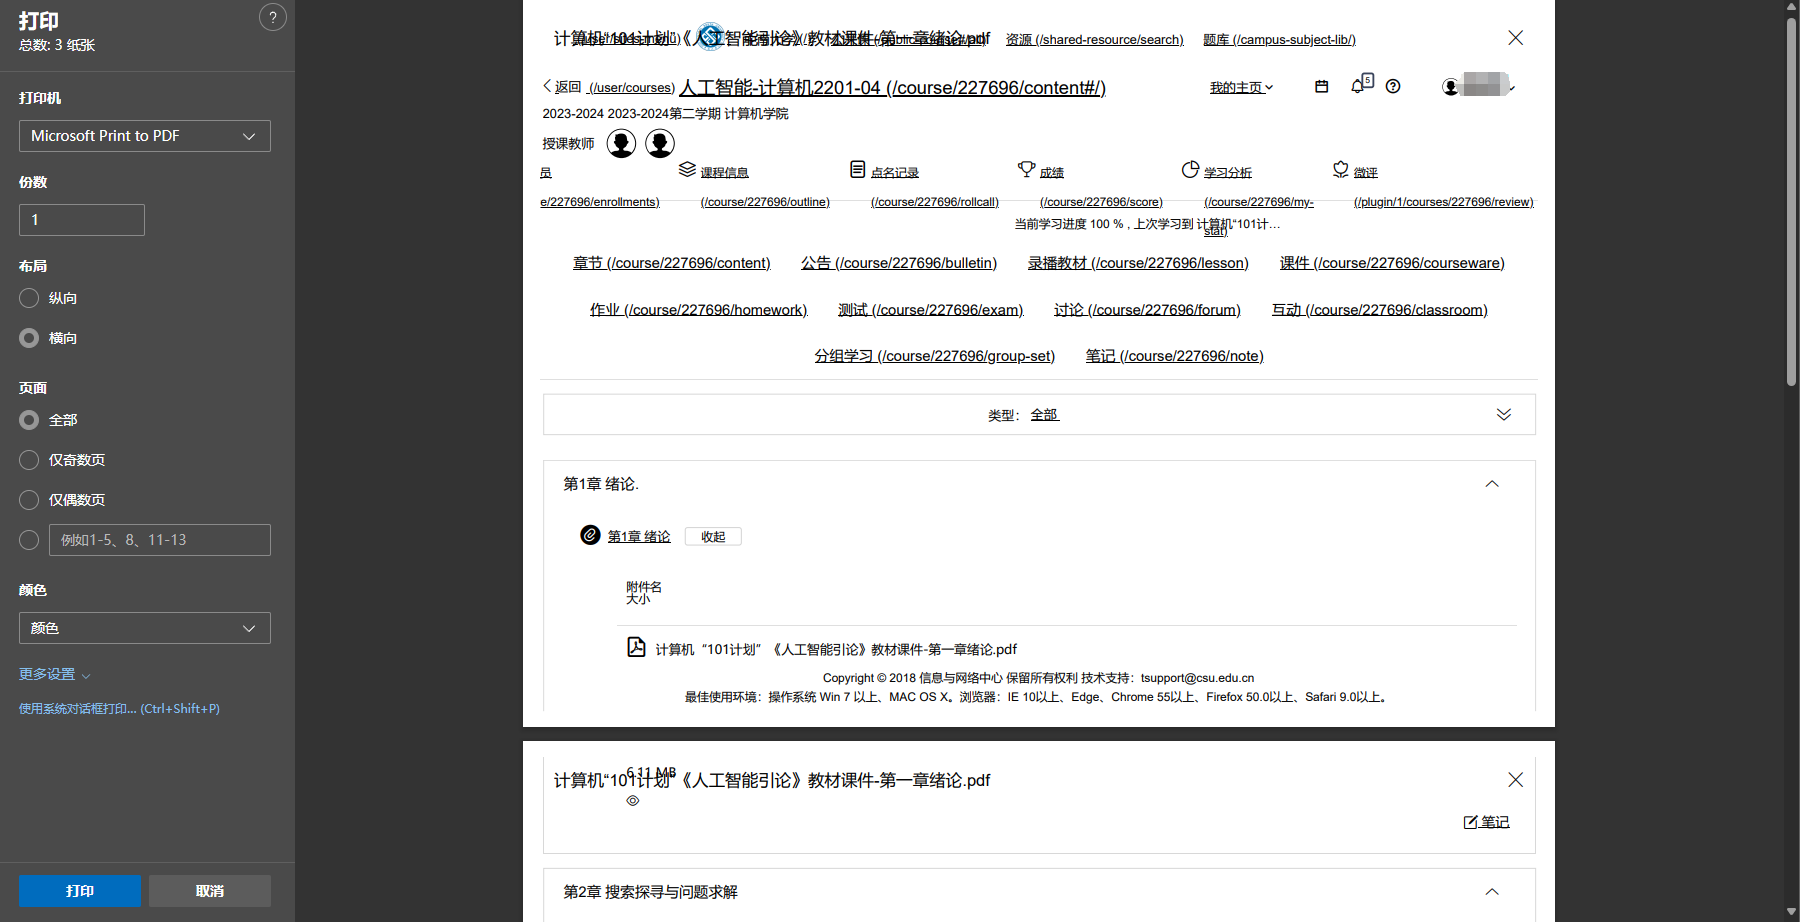 打印
?
总数: 3 纸张
打印机
Microsoft Print to PDF
份数
1
布局
纵向
横向
页面
全部
仅奇数页
仅偶数页
例如1-5、8、11-13
颜色
颜色
更多设置
使用系统对话框打印... (Ctrl+Shift+P)
打印
取消
计算机“101计划”《人工智能引论》教材课件-第一章绪论.pdf
资源 (/shared-resource/search)
题库 (/campus-subject-lib/)
返回 (/user/courses)
人工智能-计算机2201-04 (/course/227696/content#/)
我的主页
5
2023-2024 2023-2024第二学期 计算机学院
授课教师
员
课程信息
点名记录
成绩
学习分析
微评
e/227696/enrollments)
(/course/227696/outline)
(/course/227696/rollcall)
(/course/227696/score)
(/course/227696/my-
stat)
(/plugin/1/courses/227696/review)
当前学习进度 100 % , 上次学习到 计算机“101计...
章节 (/course/227696/content)
公告 (/course/227696/bulletin)
录播教材 (/course/227696/lesson)
课件 (/course/227696/courseware)
作业 (/course/227696/homework)
测试 (/course/227696/exam)
讨论 (/course/227696/forum)
互动 (/course/227696/classroom)
分组学习 (/course/227696/group-set)
笔记 (/course/227696/note)
类型： 全部
第1章 绪论.
第1章 绪论
收起
附件名
大小
计算机“101计划”《人工智能引论》教材课件-第一章绪论.pdf
Copyright © 2018 信息与网络中心 保留所有权利 技术支持：tsupport@csu.edu.cn
最佳使用环境：操作系统 Win 7 以上、MAC OS X。浏览器：IE 10以上、Edge、Chrome 55以上、Firefox 50.0以上、Safari 9.0以上。
6.11 MB
计算机“101计划”《人工智能引论》教材课件-第一章绪论.pdf
笔记
第2章 搜索探寻与问题求解